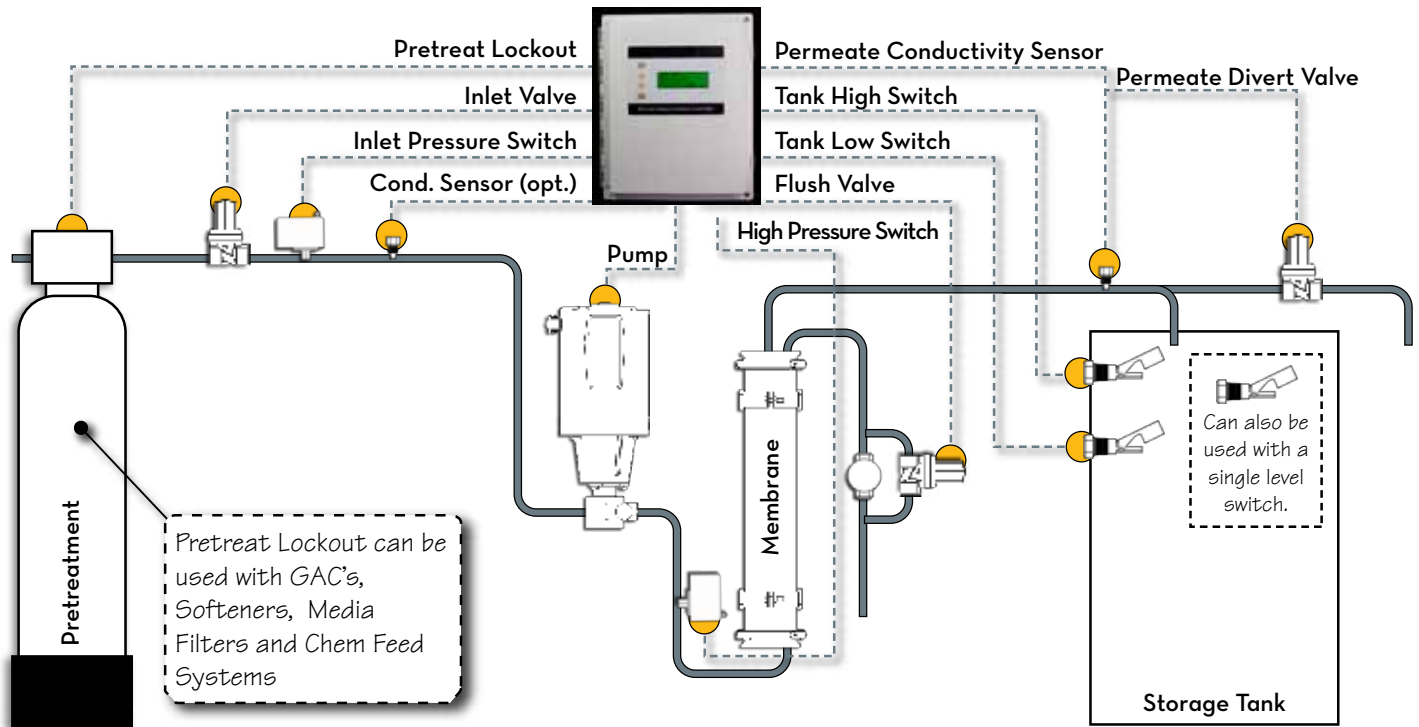 Pretreat Lockout
Inlet Valve
Inlet Pressure Switch
Cond. Sensor (opt.)
Pump
Permeate Conductivity Sensor
Permeate Divert Valve
Tank High Switch
Tank Low Switch
Flush Valve
High Pressure Switch
Pretreatment
Pretreat Lockout can be
used with GAC's,
Softeners, Media
Filters and Chem Feed
Systems
Membrane
Can also be
used with a
single level
switch.
Storage Tank